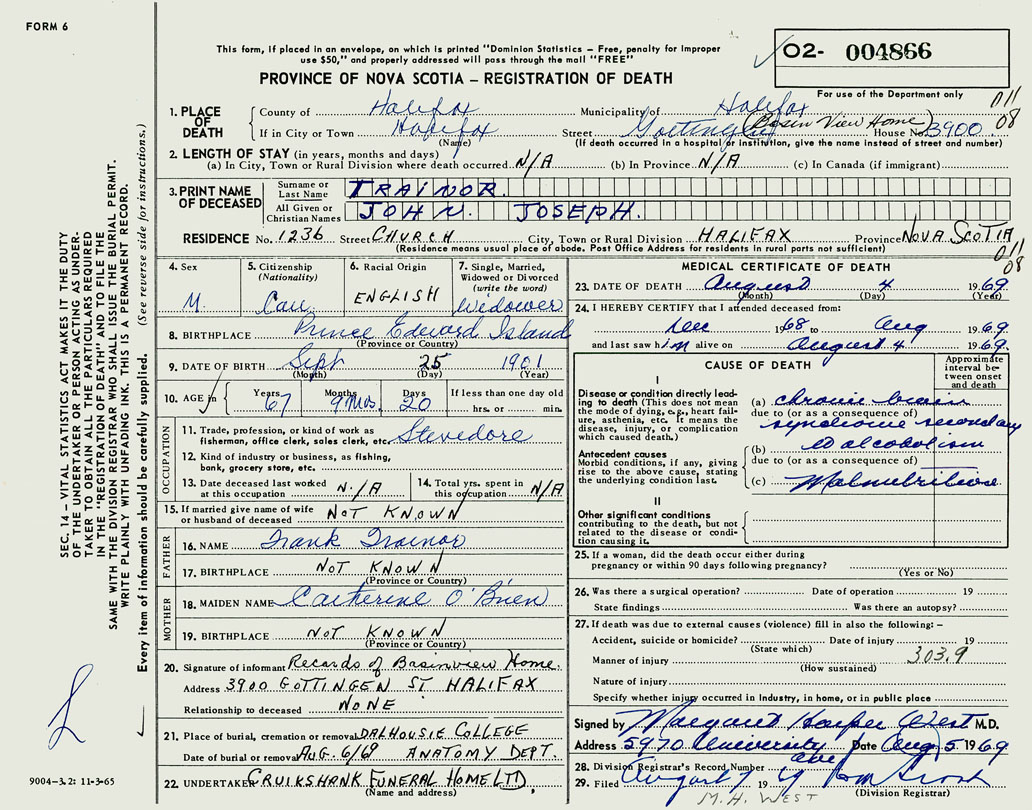 FORM 6
This form, if placed in an envelope, on which is printed "Dominion Statistics – Free, penalty for improper
use $50," and properly addressed will pass through the mail "FREE"
PROVINCE OF NOVA SCOTIA – REGISTRATION OF DEATH
02- 004866
For use of the Department only
011
08
1. PLACE OF DEATH
County of Halifax Municipality of Halifax
If in City or Town Halifax Street Gottingen (Basin View Home) House No. 3900
(Name) (If death occurred in a hospital or institution, give the name instead of street and number)
2. LENGTH OF STAY (in years, months and days)
(a) In City, Town or Rural Division where death occurred N/A (b) In Province N/A (c) In Canada (if immigrant)
3. PRINT NAME OF DECEASED
Surname or Last Name TRAINOR.
All Given or Christian Names JOHN. JOSEPH.
RESIDENCE No. 1236 Street CHURCH City, Town or Rural Division HALIFAX Province NOVA SCOTIA
(Residence means usual place of abode. Post Office Address for residents in rural parts not sufficient)
011
08
4. Sex
M.
5. Citizenship
(Nationality)
Can.
6. Racial Origin
ENGLISH
7. Single, Married,
Widowed or Divorced
(write the word)
Widower
8. BIRTHPLACE Prince Edward Island
(Province or Country)
9. DATE OF BIRTH Sept 25 1901
(Month) (Day) (Year)
10. AGE in Years 67 Months 9 Mos. Days 20 If less than one day old
hrs. or min.
OCCUPATION
11. Trade, profession, or kind of work as
fisherman, office clerk, sales clerk, etc. Stevedore
12. Kind of industry or business, as fishing,
bank, grocery store, etc.
13. Date deceased last worked
at this occupation N./A
14. Total yrs. spent in
this occupation N/A
15. If married give name of wife
or husband of deceased NOT KNOWN
FATHER
16. NAME Frank Trainor
17. BIRTHPLACE NOT KNOWN
(Province or Country)
MOTHER
18. MAIDEN NAME Catherine O'Brien
19. BIRTHPLACE NOT KNOWN
(Province or Country)
20. Signature of informant Records of Basinview Home.
Address 3900 GOTTINGEN ST HALIFAX
Relationship to deceased NONE
21. Place of burial, cremation or removal DALHOUSIE COLLEGE
Date of burial or removal AUG. 6/69 ANATOMY DEPT.
22. UNDERTAKER CRUIKSHANK FUNERAL HOME LTD.
(Name and address)
MEDICAL CERTIFICATE OF DEATH
23. DATE OF DEATH August 4 1969
(Month) (Day) (Year)
24. I HEREBY CERTIFY that I attended deceased from:
Dec 1968 to Aug 1969
and last saw him alive on August 4 1969.
CAUSE OF DEATH
Approximate
interval be-
tween onset
and death
I
Disease or condition directly lead-
ing to death (This does not mean
the mode of dying, e.g., heart fail-
ure, asthenia, etc. It means the
disease, injury, or complication
which caused death.)
Antecedent causes
Morbid conditions, if any, giving
rise to the above cause, stating
the underlying condition last.
(a) chronic brain
due to (or as a consequence of)
syndrome secondary
(b) to alcoholism
due to (or as a consequence of)
(c) Malnutrition.
II
Other significant conditions
contributing to the death, but not
related to the disease or condi-
tion causing it.
25. If a woman, did the death occur either during
pregnancy or within 90 days following pregnancy?
(Yes or No)
26. Was there a surgical operation? Date of operation 19
State findings Was there an autopsy?
27. If death was due to external causes (violence) fill in also the following: –
Accident, suicide or homicide? Date of injury 19
(State which)
Manner of injury 303.9
(How sustained)
Nature of injury
Specify whether injury occurred in Industry, in home, or in public place
Signed by Margaret Harper West M.D.
Address 5970 University Ave Date Aug 5 1969
28. Division Registrar's Record Number
29. Filed August 7 1969
(Division Registrar)
M. H. WEST
SEC. 14 – VITAL STATISTICS ACT MAKES IT THE DUTY
OF THE UNDERTAKER OR PERSON ACTING AS UNDER-
TAKER TO OBTAIN ALL THE PARTICULARS REQUIRED
IN THE "REGISTRATION OF DEATH" AND TO FILE THE
SAME WITH THE DIVISION REGISTRAR WHO SHALL ISSUE THE BURIAL PERMIT.
WRITE PLAINLY WITH UNFADING INK. THIS IS A PERMANENT RECORD.
Every item of information should be carefully supplied. (See reverse side for instructions.)
9004-3.2: 11-3-65